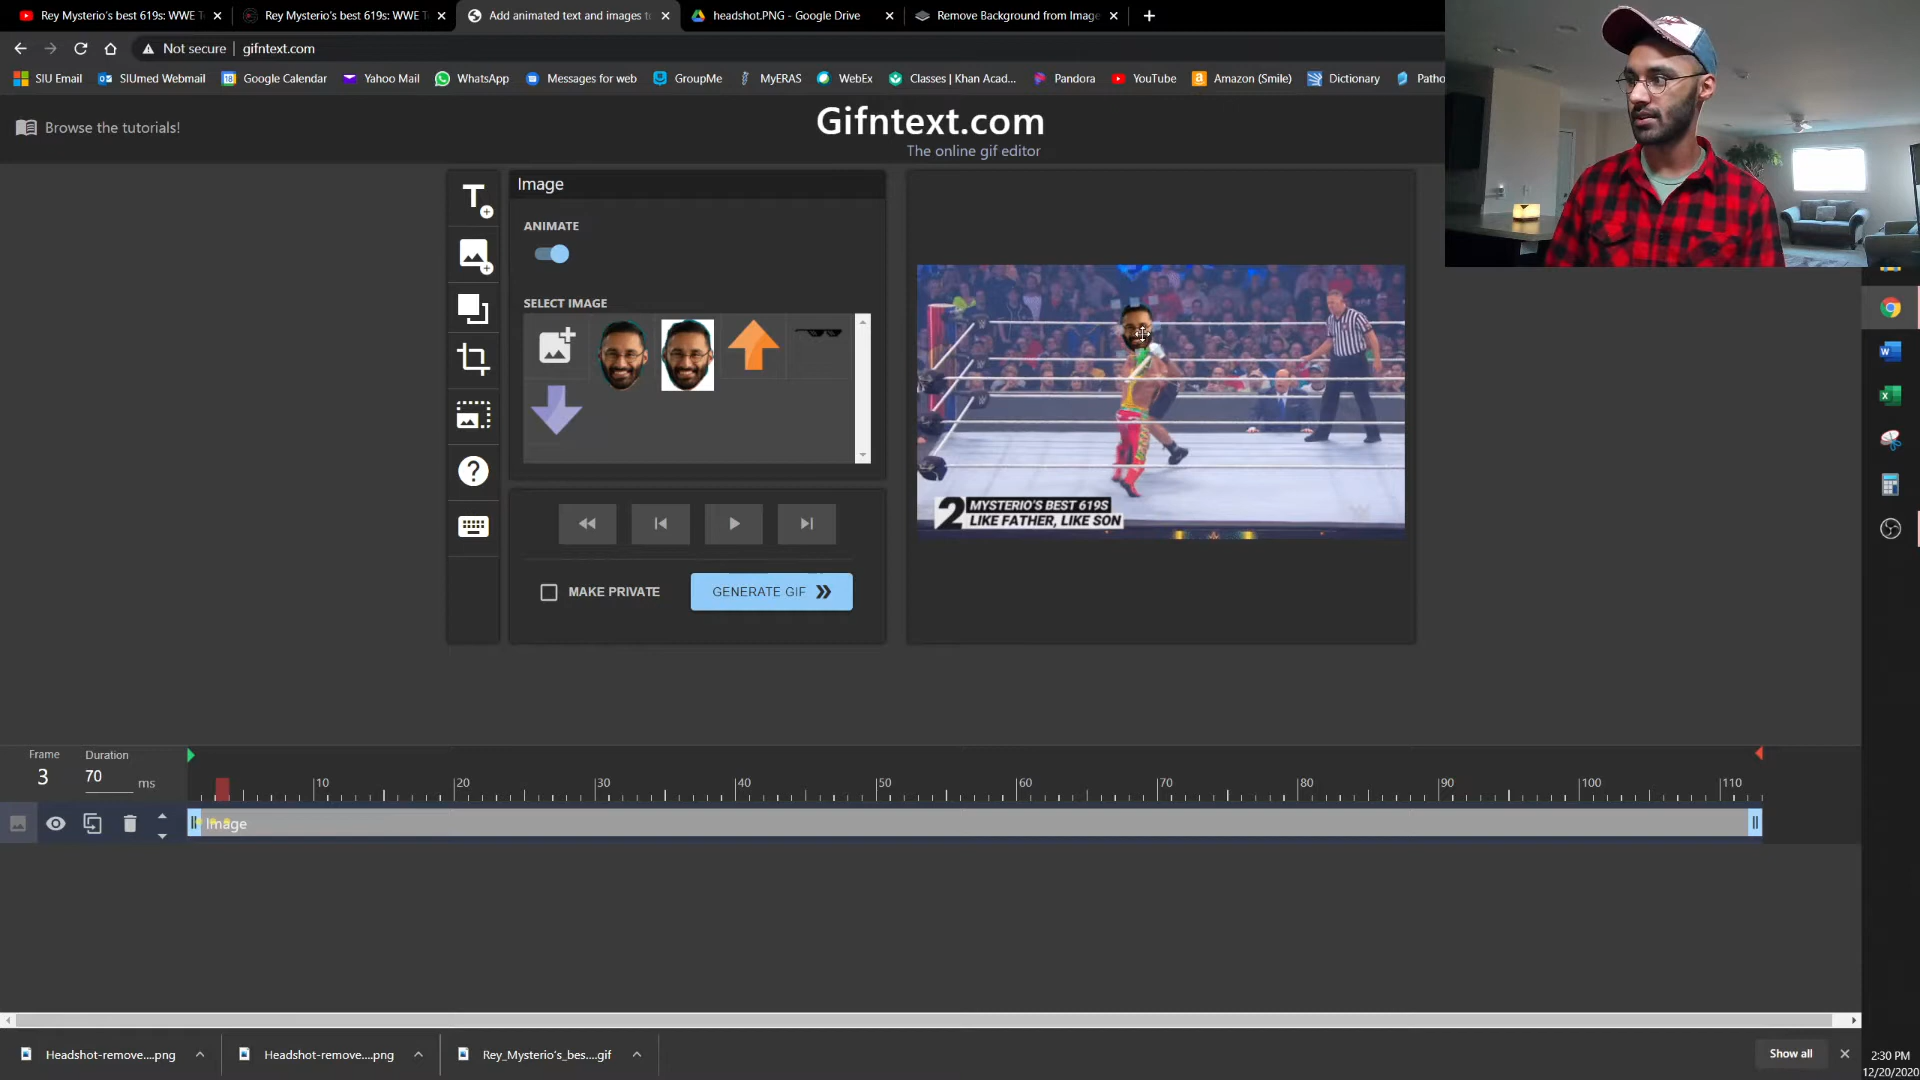 Rey Mysterio's best 619s: WWE T
Rey Mysterio's best 619s: WWE T
Add animated text and images to
headshot.PNG - Google Drive
Remove Background from Image
Not secure
gifntext.com
SIU Email
SIUmed Webmail
Google Calendar
Yahoo Mail
WhatsApp
Messages for web
GroupMe
MyERAS
WebEx
Classes | Khan Acad...
Pandora
YouTube
Amazon (Smile)
Dictionary
Patho
Browse the tutorials!
Gifntext.com
The online gif editor
Image
ANIMATE
SELECT IMAGE
2 MYSTERIO'S BEST 619S
LIKE FATHER, LIKE SON
MAKE PRIVATE
GENERATE GIF
Frame
Duration
3
70
ms
10
20
30
40
50
60
70
80
90
100
110
Image
Headshot-remove....png
Headshot-remove....png
Rey_Mysterio's_bes....gif
Show all
2:30 PM
12/20/2020